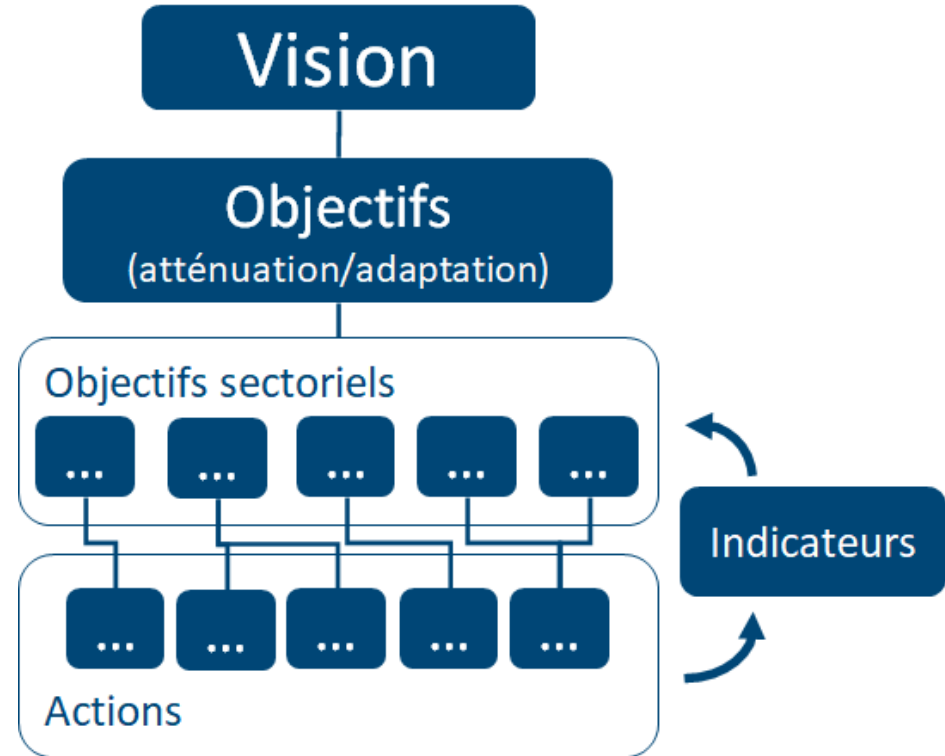 Vision
Objectifs
(atténuation/adaptation)
Objectifs sectoriels
... ... ... ... ...
Indicateurs
... ... ... ... ...
Actions